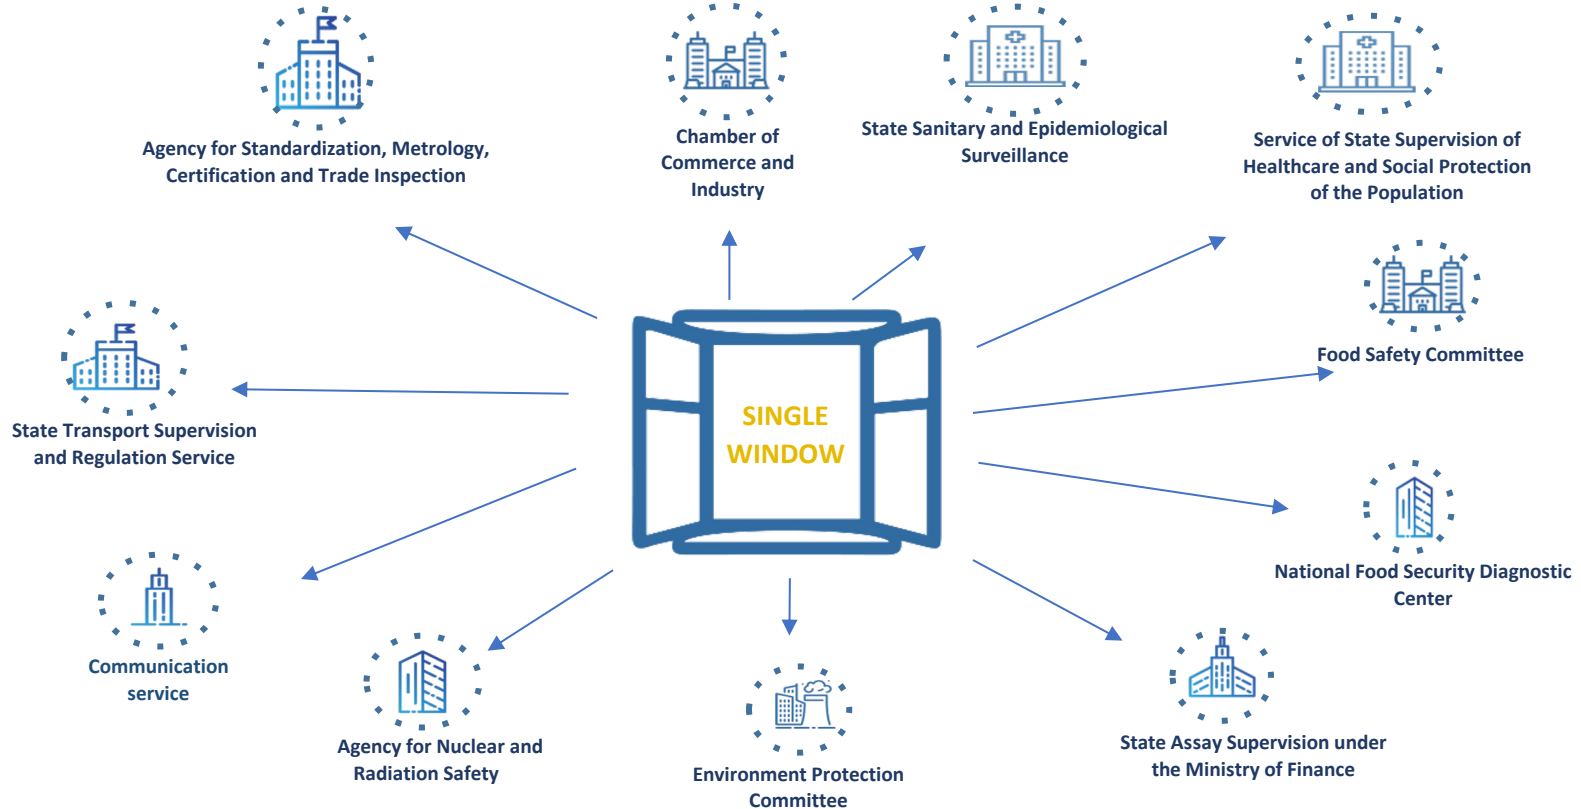 Agency for Standardization, Metrology,
Certification and Trade Inspection
Chamber of
Commerce and
Industry
State Sanitary and Epidemiological
Surveillance
Service of State Supervision of
Healthcare and Social Protection
of the Population
Food Safety Committee
State Transport Supervision
and Regulation Service
SINGLE
WINDOW
National Food Security Diagnostic
Center
Communication
service
Agency for Nuclear and
Radiation Safety
Environment Protection
Committee
State Assay Supervision under
the Ministry of Finance